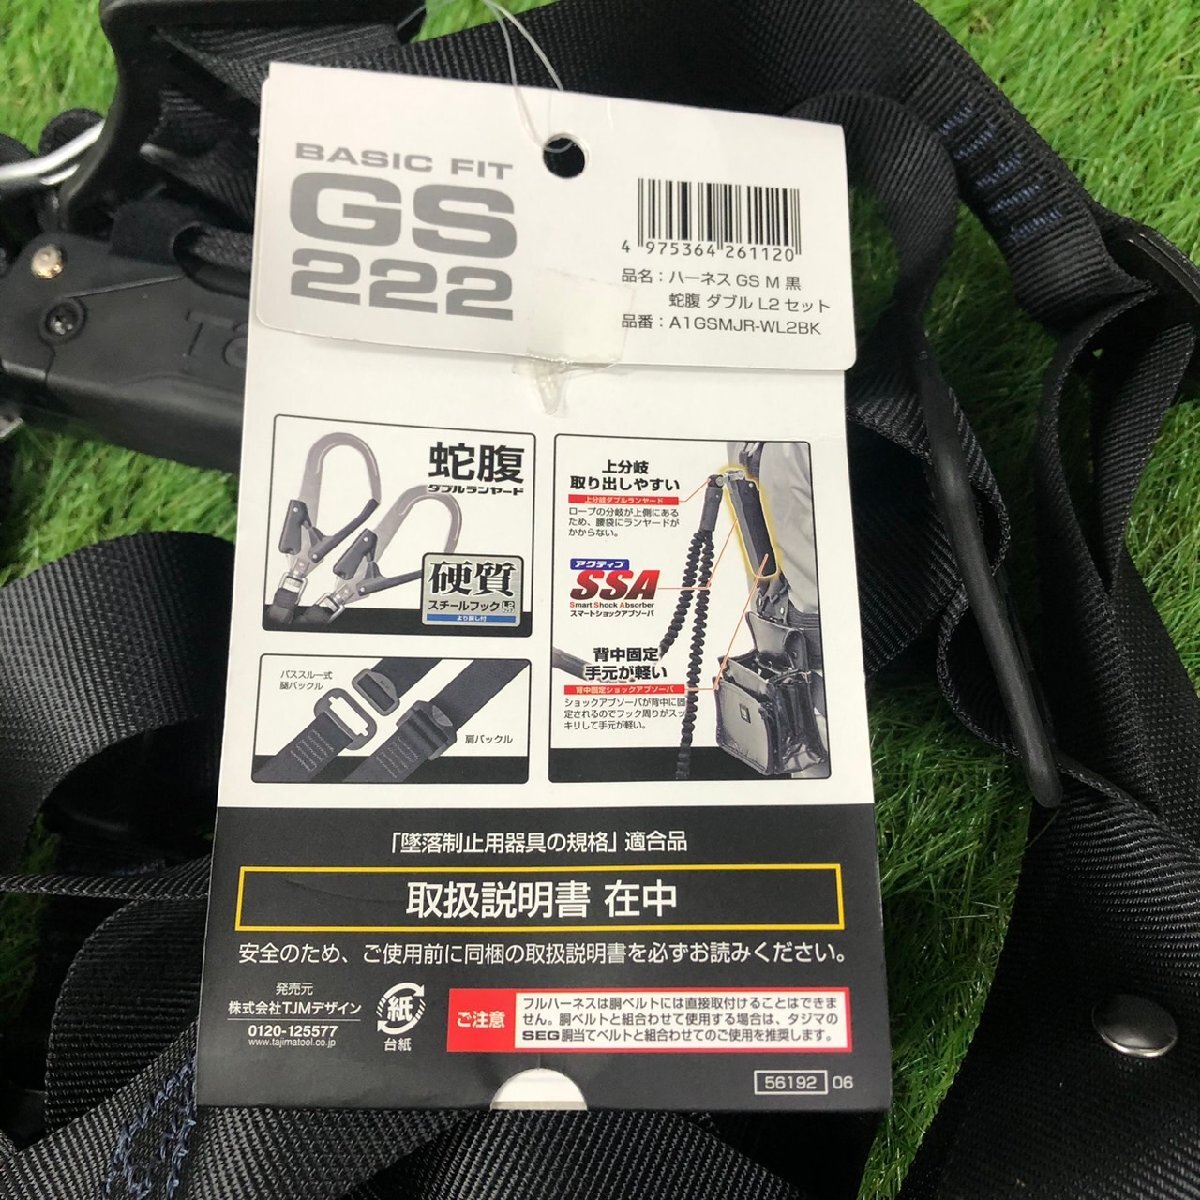 BASIC FIT
GS
222
4 975364 261120
品名：ハーネス GS M 黒
蛇腹 ダブル L2 セット
品番：A1GSMJR-WL2BK
蛇腹
ダブルランヤード
硬質
スチールフック L2
より戻し付
上分岐
取り出しやすい
上分岐ダブルランヤード
ロープの分岐が上側にある
ため、腰袋にランヤードが
かからない。
アクティブ
SSA
Smart Shock Absorber
スマートショックアブソーバ
背中固定
手元が軽い
背中固定ショックアブソーバ
ショックアブソーバが背中に固
定されるのでフック周りがスッ
キリして手元が軽い。
パススルー式
腿バックル
肩バックル
「墜落制止用器具の規格」適合品
取扱説明書 在中
安全のため、ご使用前に同梱の取扱説明書を必ずお読みください。
発売元
株式会社TJMデザイン
0120-125577
www.tajimatool.co.jp
紙
台紙
ご注意
フルハーネスは胴ベルトには直接取付けることはできま
せん。胴ベルトと組合わせて使用する場合は、タジマの
SEG胴当てベルトと組合わせてのご使用を推奨します。
56192 06